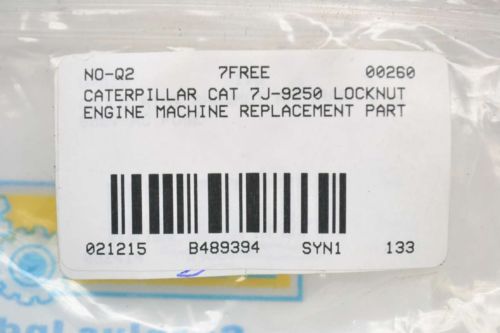 NO-Q2 7FREE 00260
CATERPILLAR CAT 7J-9250 LOCKNUT
ENGINE MACHINE REPLACEMENT PART
021215 B489394 SYN1 133